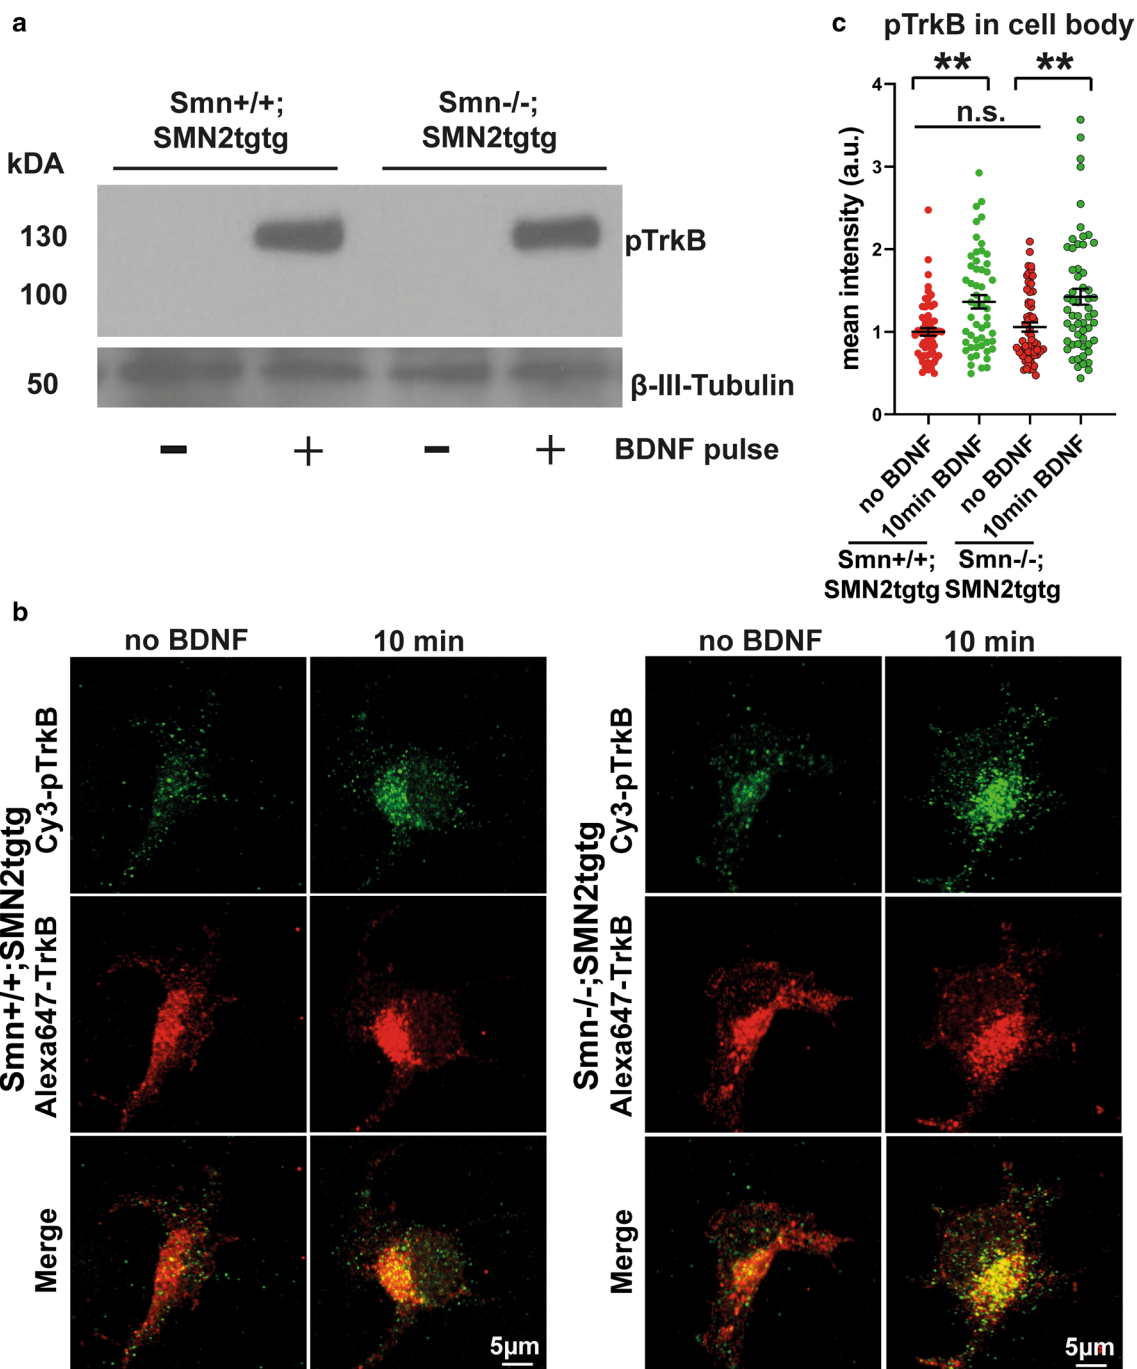 a
Smn+/+;
SMN2tgtg
Smn-/-;
SMN2tgtg
kDA
130
100
50
pTrkB
β-III-Tubulin
- + - + BDNF pulse
c
pTrkB in cell body
** **
n.s.
mean intensity (a.u.)
4
3
2
1
0
no BDNF
10min BDNF
no BDNF
10min BDNF
Smn+/+;
SMN2tgtg
Smn-/-;
SMN2tgtg
b
no BDNF 10 min no BDNF 10 min
Smn+/+;SMN2tgtg
Cy3-pTrkB
Alexa647-TrkB
Merge
5µm
Smn-/-;SMN2tgtg
Cy3-pTrkB
Alexa647-TrkB
Merge
5µm